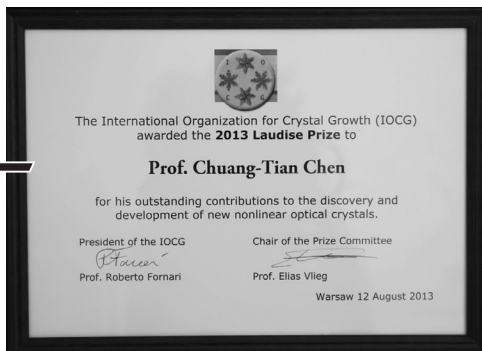 I O
C G
The International Organization for Crystal Growth (IOCG)
awarded the 2013 Laudise Prize to
Prof. Chuang-Tian Chen
for his outstanding contributions to the discovery and
development of new nonlinear optical crystals.
President of the IOCG Chair of the Prize Committee
Prof. Roberto Fornari Prof. Elias Vlieg
Warsaw 12 August 2013